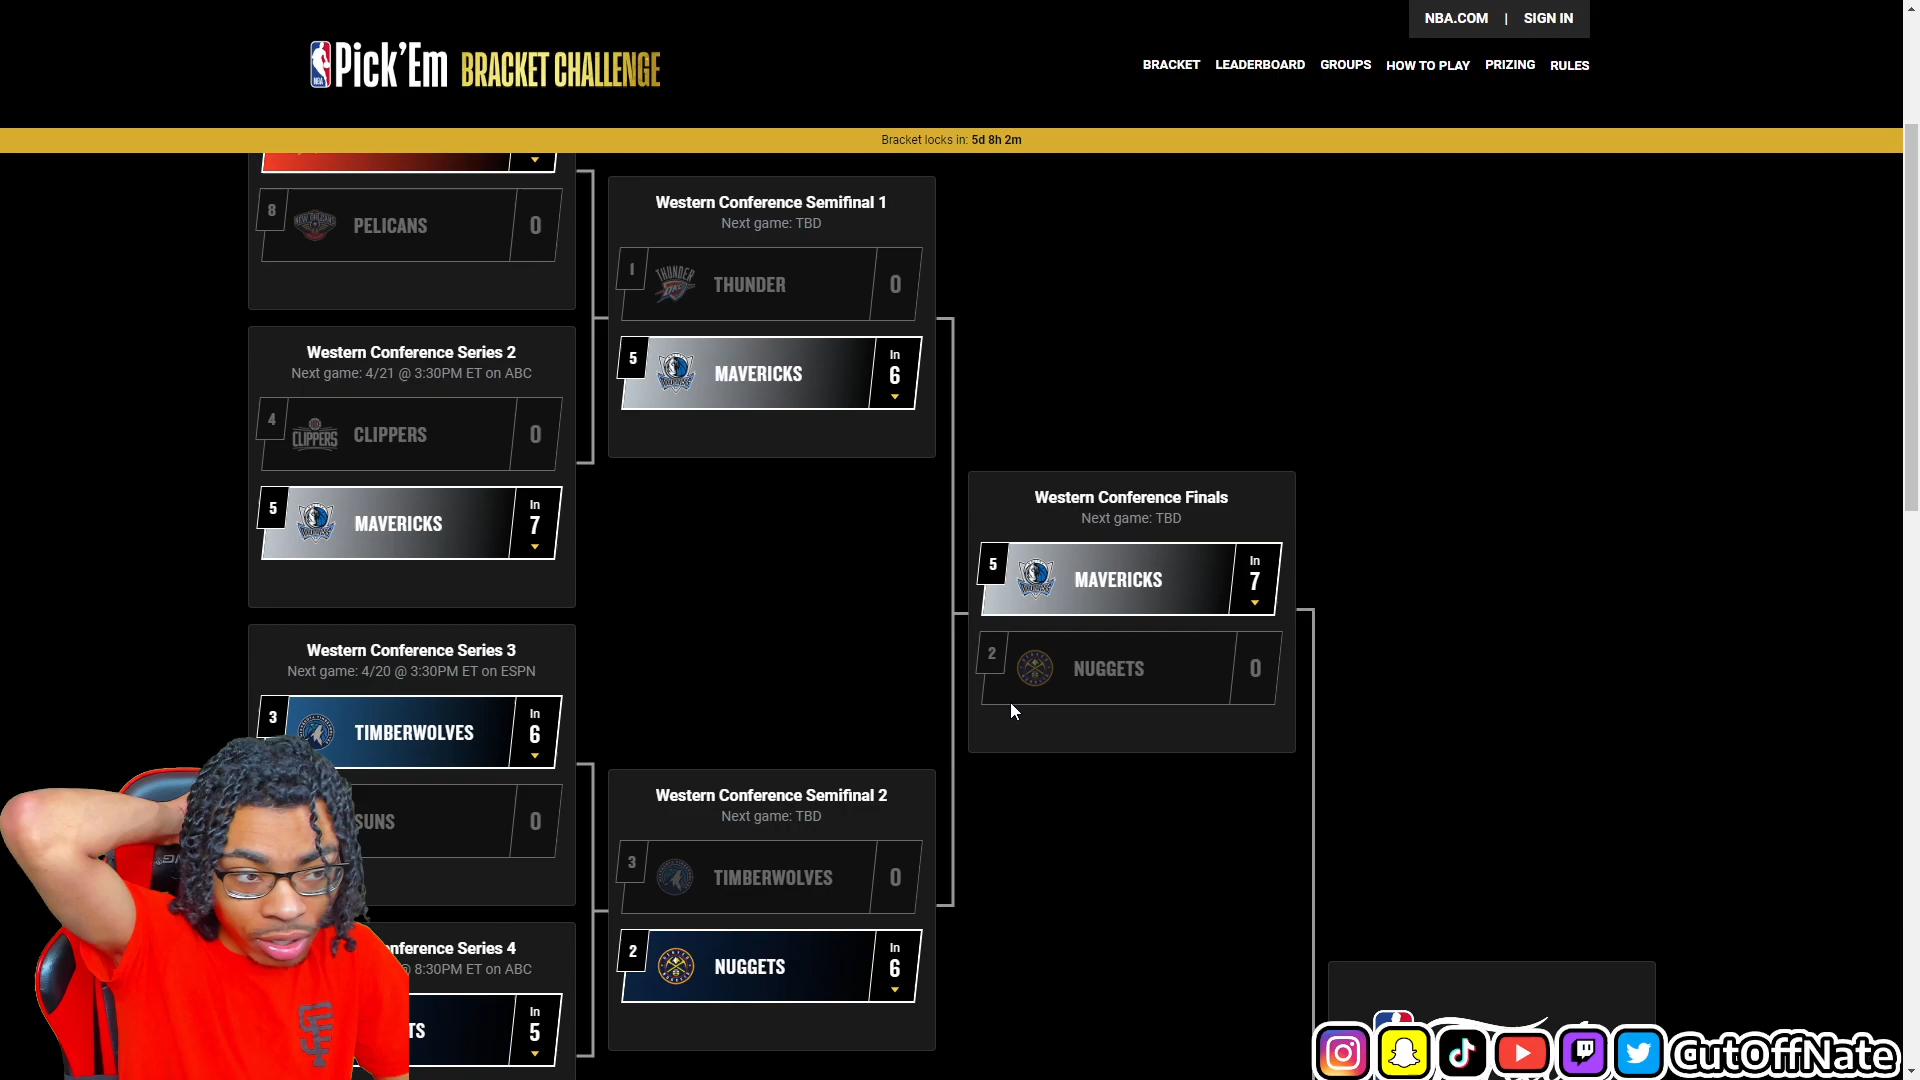 NBA.COM | SIGN IN
NBA Pick'Em BRACKET CHALLENGE
BRACKET LEADERBOARD GROUPS HOW TO PLAY PRIZING RULES
Bracket locks in: 5d 8h 2m
8 PELICANS 0
Western Conference Series 2
Next game: 4/21 @ 3:30PM ET on ABC
4 CLIPPERS CLIPPERS 0
5 MAVERICKS In 7
Western Conference Series 3
Next game: 4/20 @ 3:30PM ET on ESPN
3 TIMBERWOLVES In 6
SUNS 0
nference Series 4
@ 8:30PM ET on ABC
TS In 5
Western Conference Semifinal 1
Next game: TBD
1 THUNDER OKC THUNDER 0
5 MAVERICKS In 6
Western Conference Semifinal 2
Next game: TBD
3 TIMBERWOLVES 0
2 NUGGETS In 6
Western Conference Finals
Next game: TBD
5 MAVERICKS In 7
2 NUGGETS 0
SF
@CutOffNate